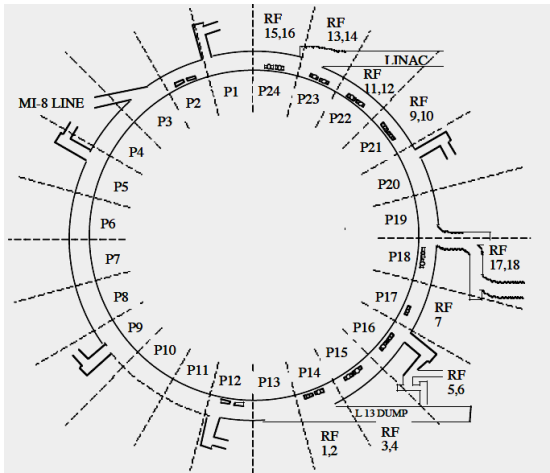 RF
15,16
RF
13,14
LINAC
RF
11,12
RF
9,10
MI-8 LINE
P2
P1
P24
P23
P22
P3
P21
P4
P20
P5
P19
P6
P18
RF
17,18
P7
P17
RF
7
P8
P16
P9
P15
P10
P14
P11
P13
P12
RF
5,6
L 13 DUMP
RF
1,2
RF
3,4